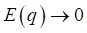 E(q) → 0